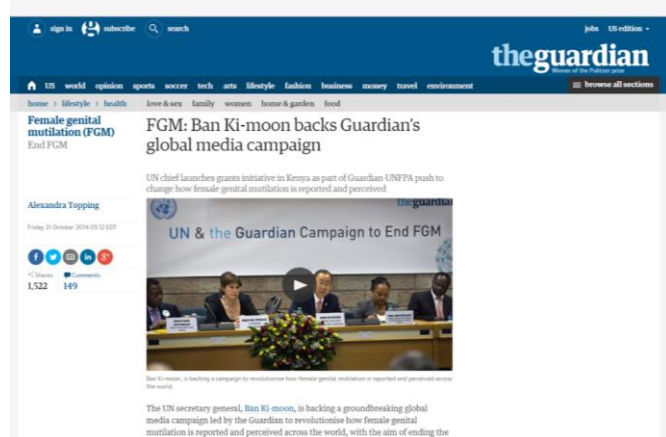 sign in subscribe search jobs US edition
theguardian
Winner of the Pulitzer prize
US world opinion sports soccer tech arts lifestyle fashion business money travel environment browse all sections
home > lifestyle > health love & sex family women home & garden food
Female genital
mutilation (FGM)
End FGM
FGM: Ban Ki-moon backs Guardian's
global media campaign
UN chief launches grants initiative in Kenya as part of Guardian-UNFPA push to
change how female genital mutilation is reported and perceived
Alexandra Topping
Friday 31 October 2014 05.12 EDT
Shares Comments
1,522 149
theguardian
UN & the Guardian Campaign to End FGM
Ban Ki-moon, is backing a campaign to revolutionise how female genital mutilation is reported and perceived across
the world.
The UN secretary general, Ban Ki-moon, is backing a groundbreaking global
media campaign led by the Guardian to revolutionise how female genital
mutilation is reported and perceived across the world, with the aim of ending the